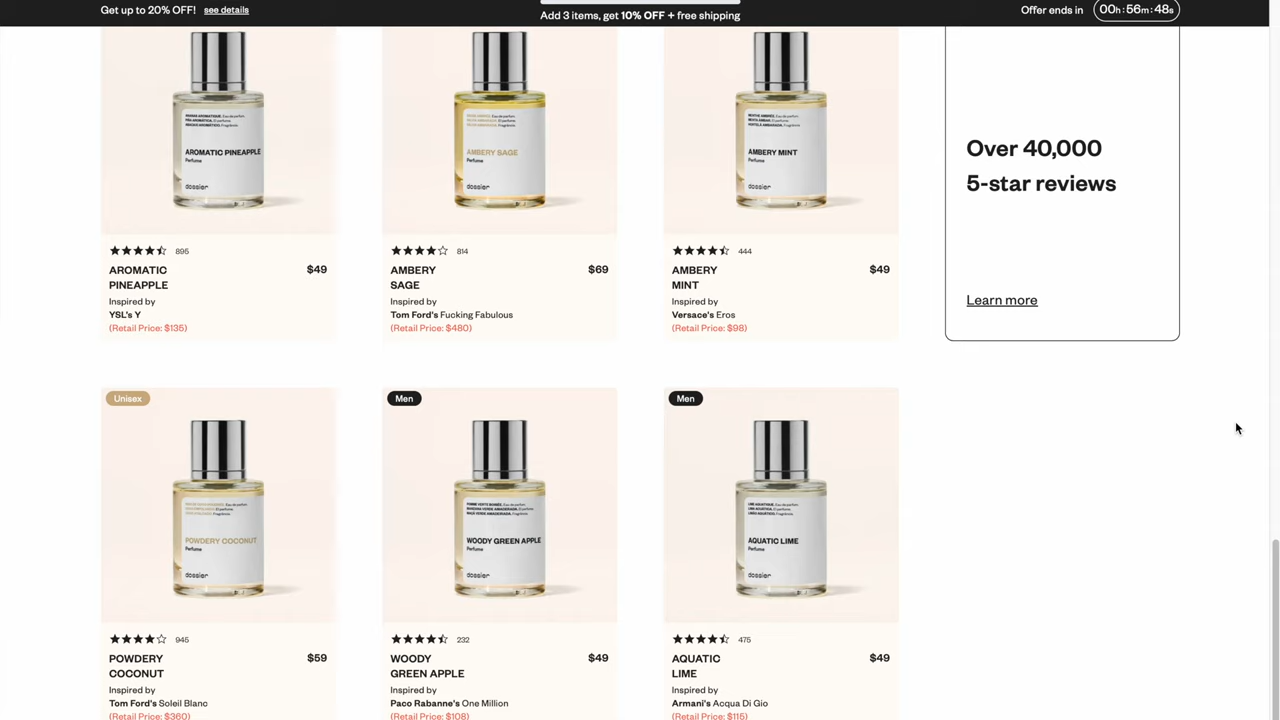 Get up to 20% OFF! see details
Add 3 items, get 10% OFF + free shipping
Offer ends in 00h : 56m : 48s
AROMATIC PINEAPPLE
Perfume
dossier
AMBERY SAGE
Perfume
dossier
AMBERY MINT
Perfume
dossier
Over 40,000
5-star reviews
Learn more
895
AROMATIC
PINEAPPLE
$49
Inspired by
YSL's Y
(Retail Price: $135)
814
AMBERY
SAGE
$69
Inspired by
Tom Ford's Fucking Fabulous
(Retail Price: $480)
444
AMBERY
MINT
$49
Inspired by
Versace's Eros
(Retail Price: $98)
Unisex
POWDERY COCONUT
Perfume
dossier
Men
WOODY GREEN APPLE
Perfume
dossier
Men
AQUATIC LIME
Perfume
dossier
945
POWDERY
COCONUT
$59
Inspired by
Tom Ford's Soleil Blanc
(Retail Price: $360)
232
WOODY
GREEN APPLE
$49
Inspired by
Paco Rabanne's One Million
(Retail Price: $108)
475
AQUATIC
LIME
$49
Inspired by
Armani's Acqua Di Gio
(Retail Price: $115)